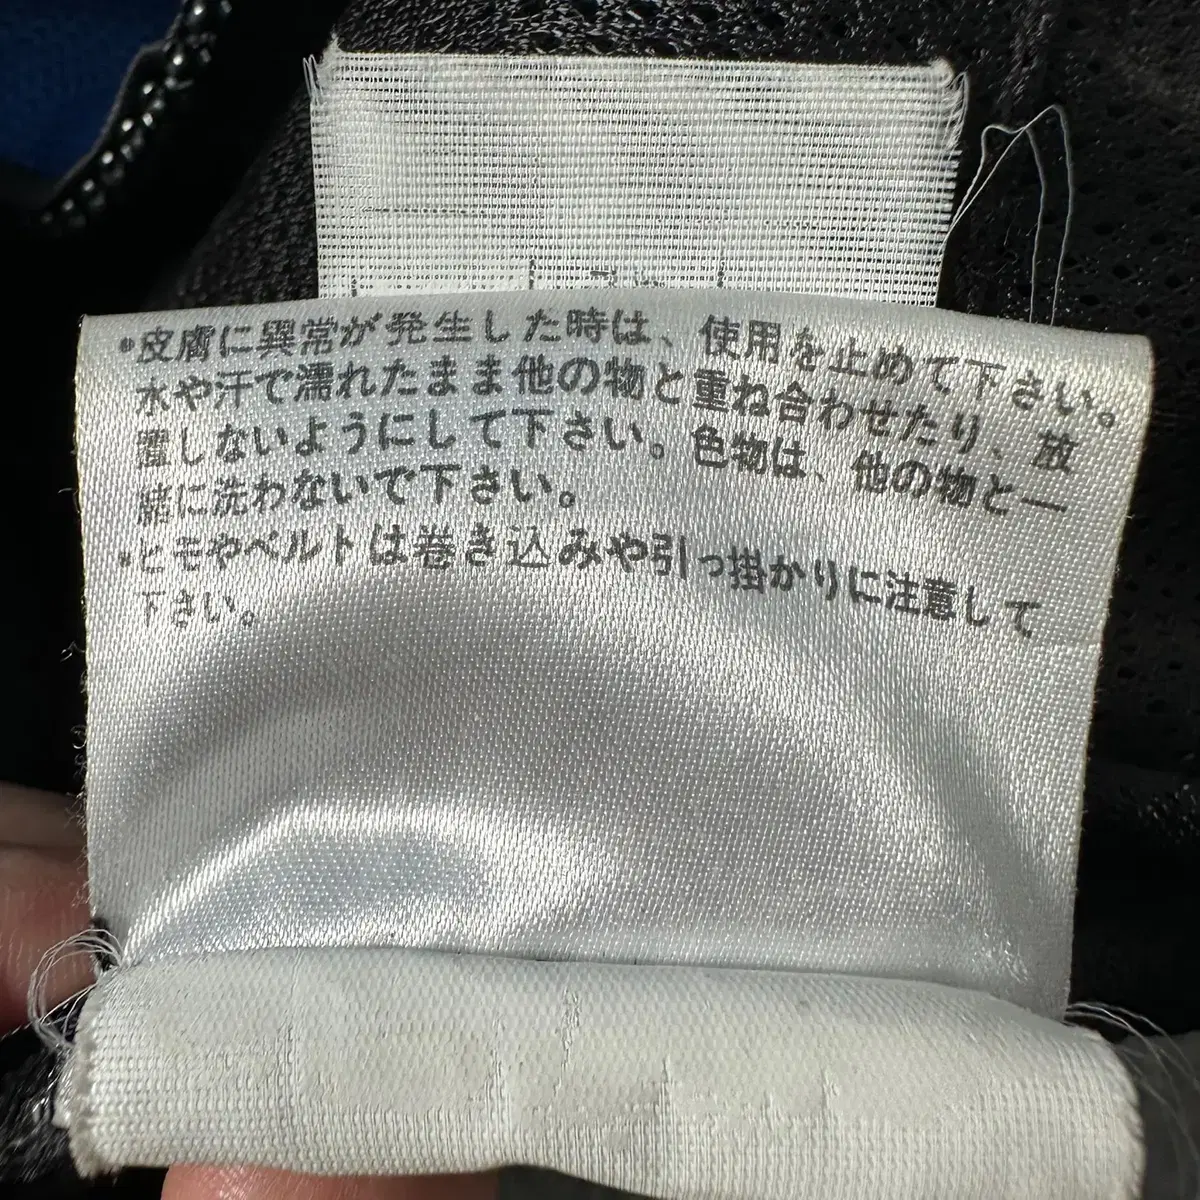 •皮膚に異常が発生した時は、使用を止めて下さい。
水や汗で濡れたまま他の物と重ね合わせたり、放
置しないようにして下さい。色物は、他の物と一
緒に洗わないで下さい。
•ヒモやベルトは巻き込みや引っ掛かりに注意して
下さい。